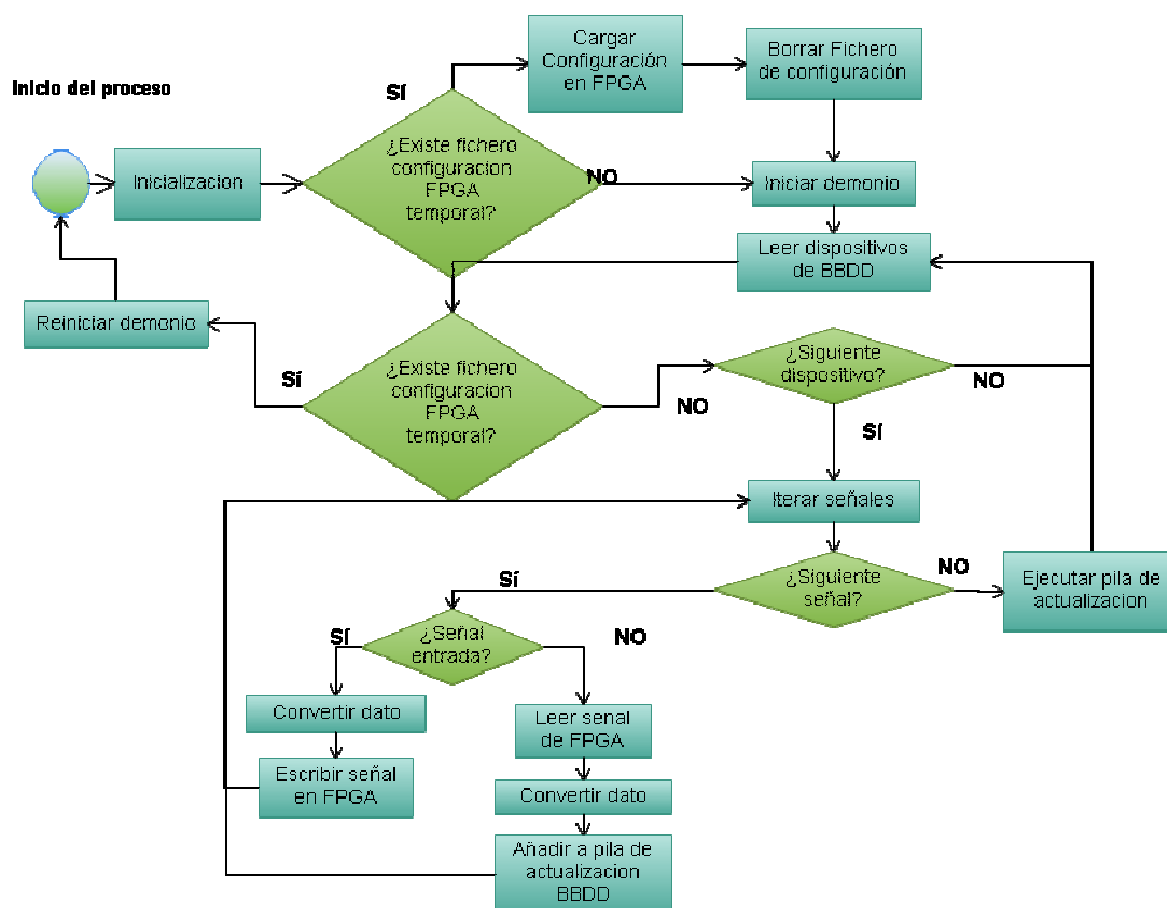 Inicio del proceso
Cargar
Configuración
en FPGA
Borrar Fichero
de configuración
Sí
¿Existe fichero
configuracion
FPGA
temporal?
NO
Inicializacion
Iniciar demonio
Leer dispositivos
de BBDD
Reiniciar demonio
Sí
¿Existe fichero
configuracion
FPGA
temporal?
NO
¿Siguiente
dispositivo?
NO
Sí
Iterar señales
¿Siguiente
señal?
NO
Ejecutar pila de
actualizacion
Sí
¿Señal
entrada?
Sí
NO
Convertir dato
Leer senal
de FPGA
Escribir señal
en FPGA
Convertir dato
Añadir a pila de
actualizacion
BBDD